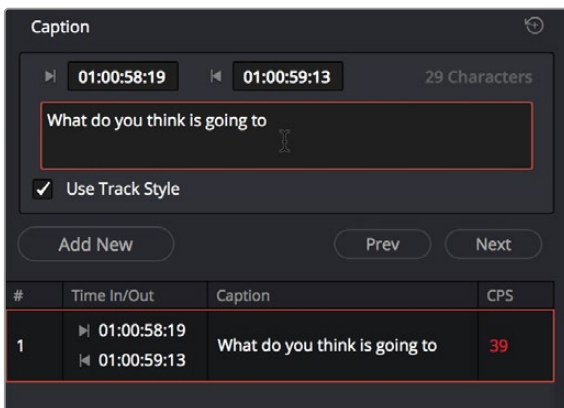 Caption
01:00:58:19 01:00:59:13 29 Characters
What do you think is going to
Use Track Style
Add New Prev Next
# Time In/Out Caption CPS
1 01:00:58:19 What do you think is going to 39
01:00:59:13